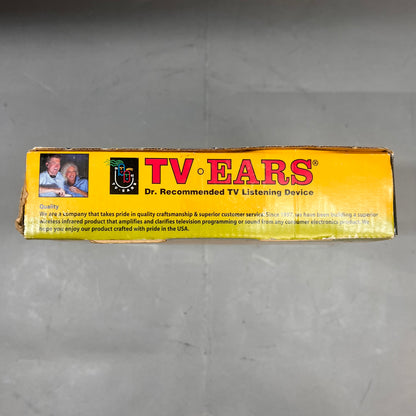 TV·EARS®
Dr. Recommended TV Listening Device
Quality
We are a company that takes pride in quality craftsmanship & superior customer service. Since 1997, has been building a superior
wireless infrared product that amplifies and clarifies television programming or sound from any consumer electronics product. We
hope you enjoy our product crafted with pride in the USA.